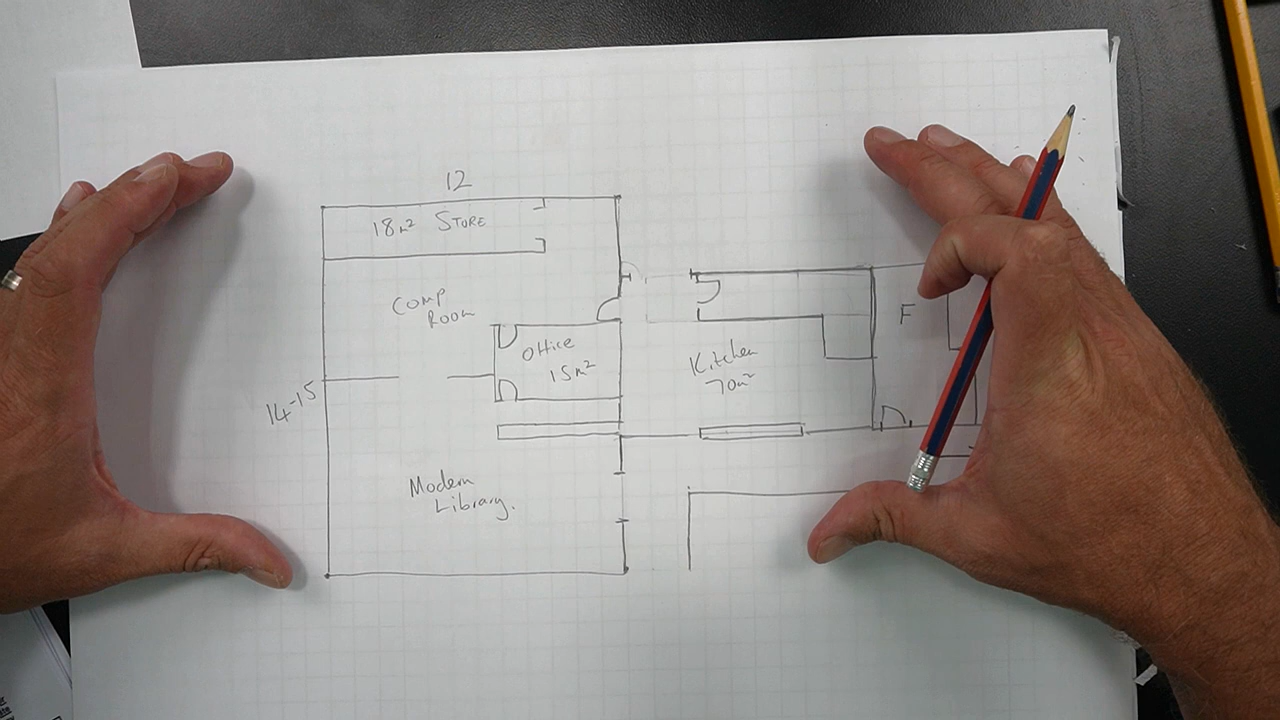 12
18m² STORE
Comp
Room
Office
15m²
14-15
Kitchen
70m²
F
Modern
Library.